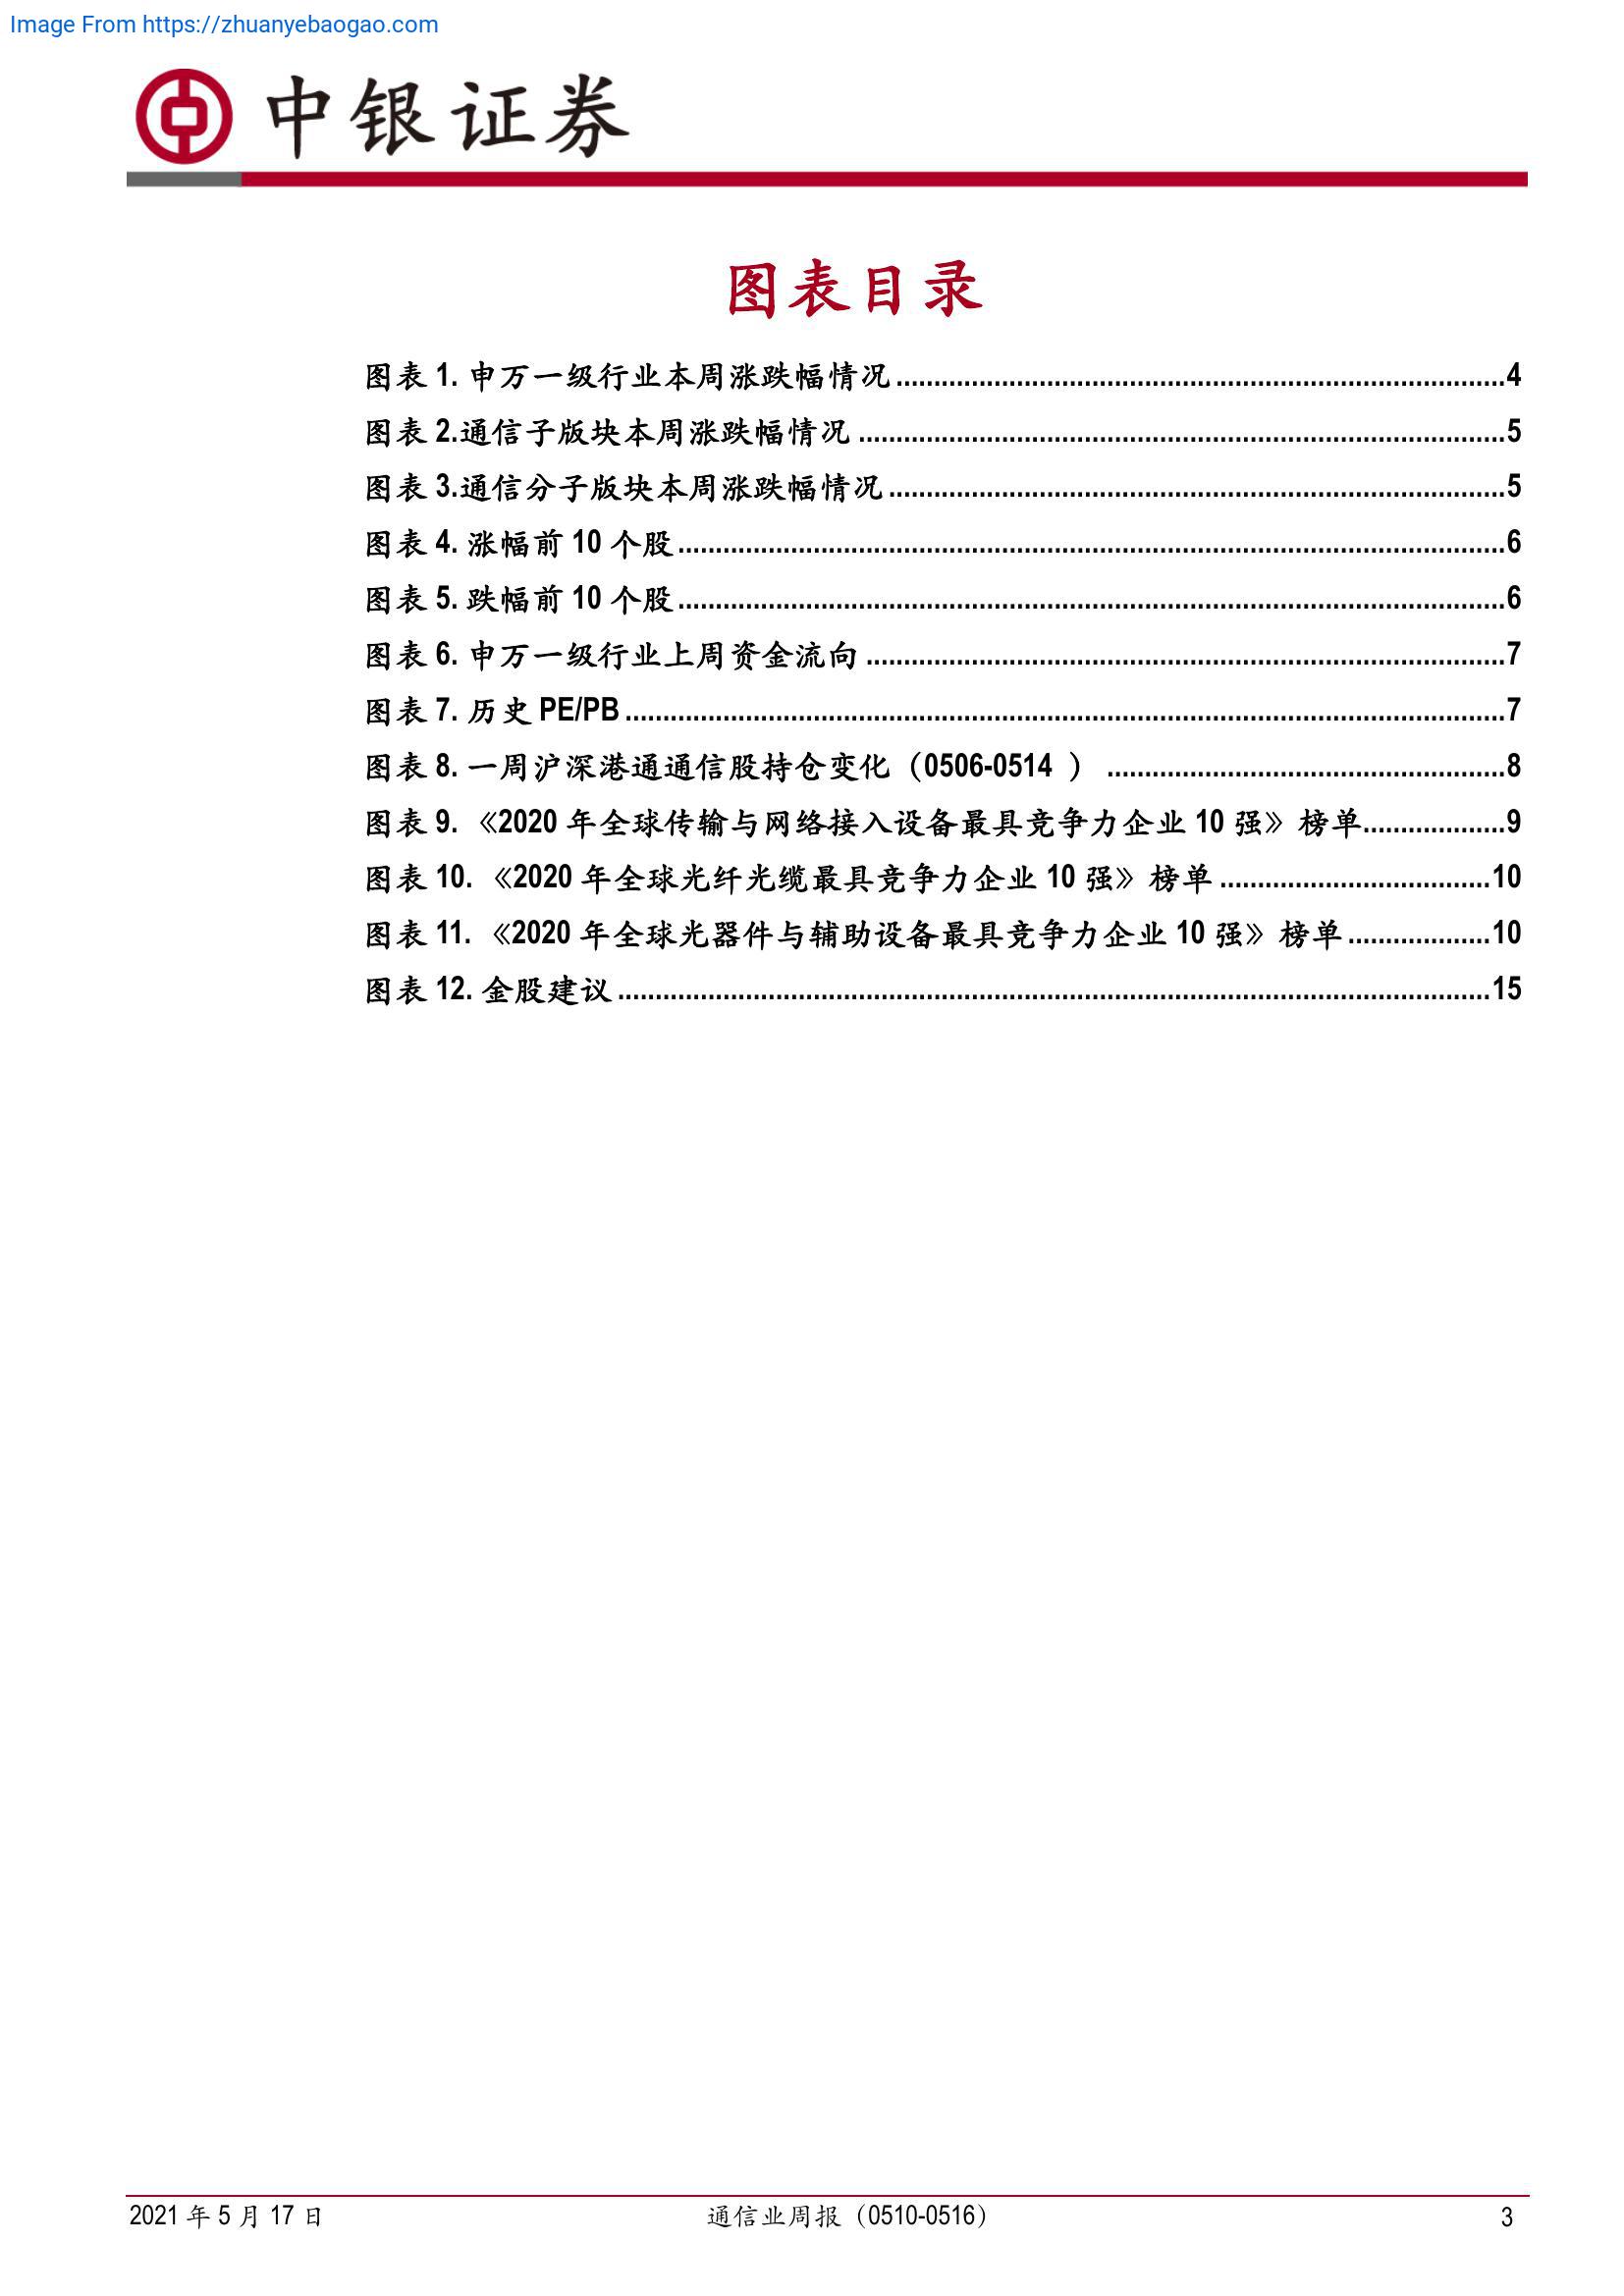 Image From https://zhuanyebaogao.com
中银证券
图表目录
图表 1. 申万一级行业本周涨跌幅情况................................................................................4
图表 2.通信子版块本周涨跌幅情况.....................................................................................5
图表 3.通信分子版块本周涨跌幅情况.................................................................................5
图表 4. 涨幅前 10 个股.............................................................................................................6
图表 5. 跌幅前 10 个股.............................................................................................................6
图表 6. 申万一级行业上周资金流向....................................................................................7
图表 7. 历史 PE/PB....................................................................................................................7
图表 8. 一周沪深港通通信股持仓变化（0506-0514 ） ....................................................8
图表 9. 《2020 年全球传输与网络接入设备最具竞争力企业 10 强》榜单...................9
图表 10. 《2020 年全球光纤光缆最具竞争力企业 10 强》榜单....................................10
图表 11. 《2020 年全球光器件与辅助设备最具竞争力企业 10 强》榜单...................10
图表 12. 金股建议...................................................................................................................15
2021 年 5 月 17 日 通信业周报（0510-0516） 3